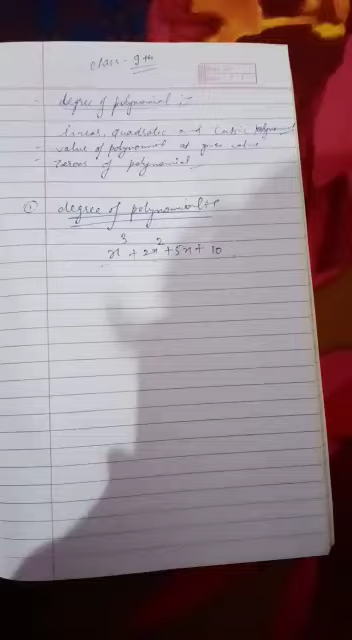 class - 9th
- degree of polynomial :-
linear, quadratic and Cubic polynomial
- value of polynomial at given value
- zeroes of polynomial
① degree of polynomial :-
x³ + 2x² + 5x + 10